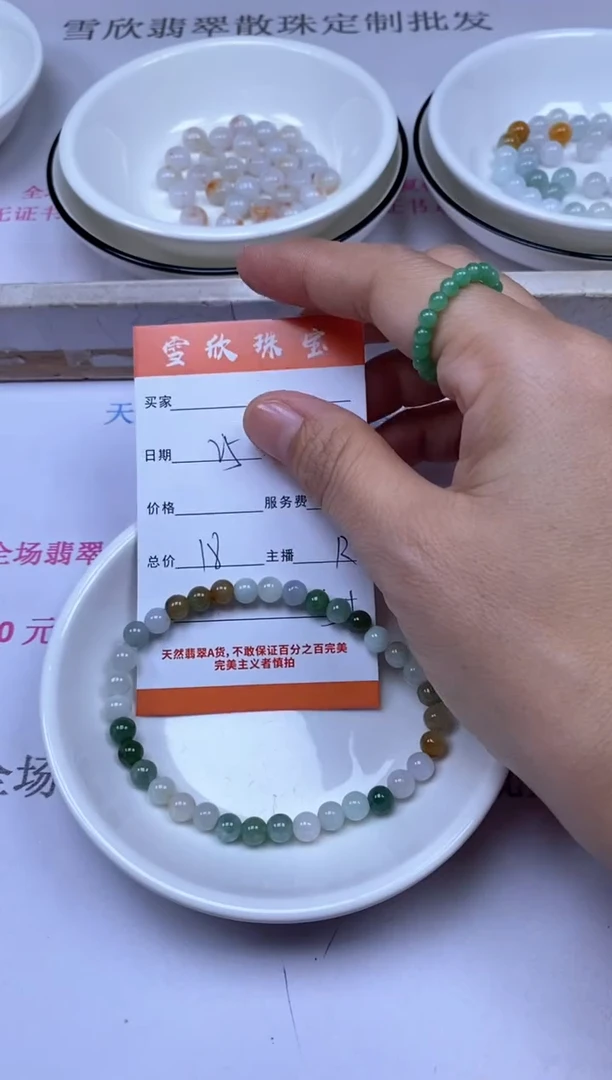 雪欣翡翠散珠定制批发
雪欣珠宝
买家
日期 25
价格 服务费
总价 18 主播 R
天然翡翠A货，不敢保证百分之百完美
完美主义者慎拍
天
全场翡翠
0元
全场